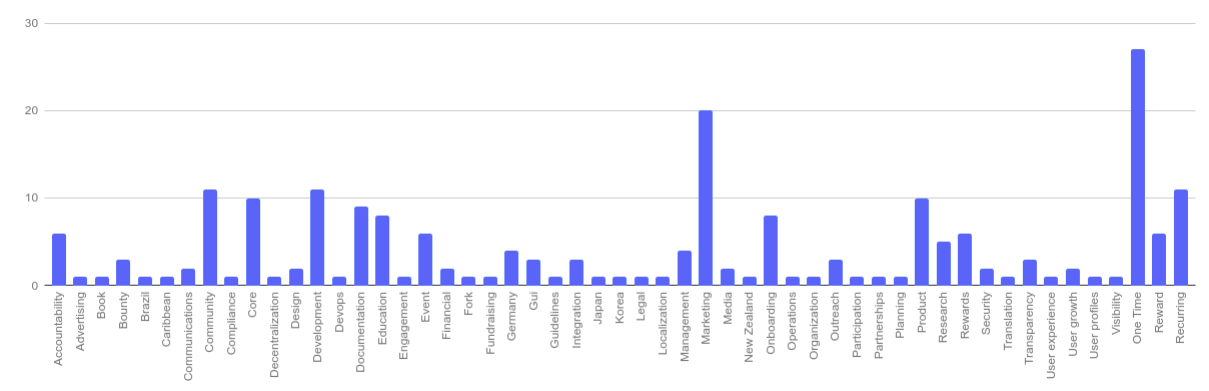 30
20
10
0
Accountability
Advertising
Book
Bounty
Brazil
Caribbean
Communications
Community
Compliance
Core
Decentralization
Design
Development
Devops
Documentation
Education
Engagement
Event
Financial
Fork
Fundraising
Germany
Gui
Guidelines
Integration
Japan
Korea
Legal
Localization
Management
Marketing
Media
New Zealand
Onboarding
Operations
Organization
Outreach
Participation
Partnerships
Planning
Product
Research
Rewards
Security
Translation
Transparency
User experience
User growth
User profiles
Visibility
One Time
Reward
Recurring